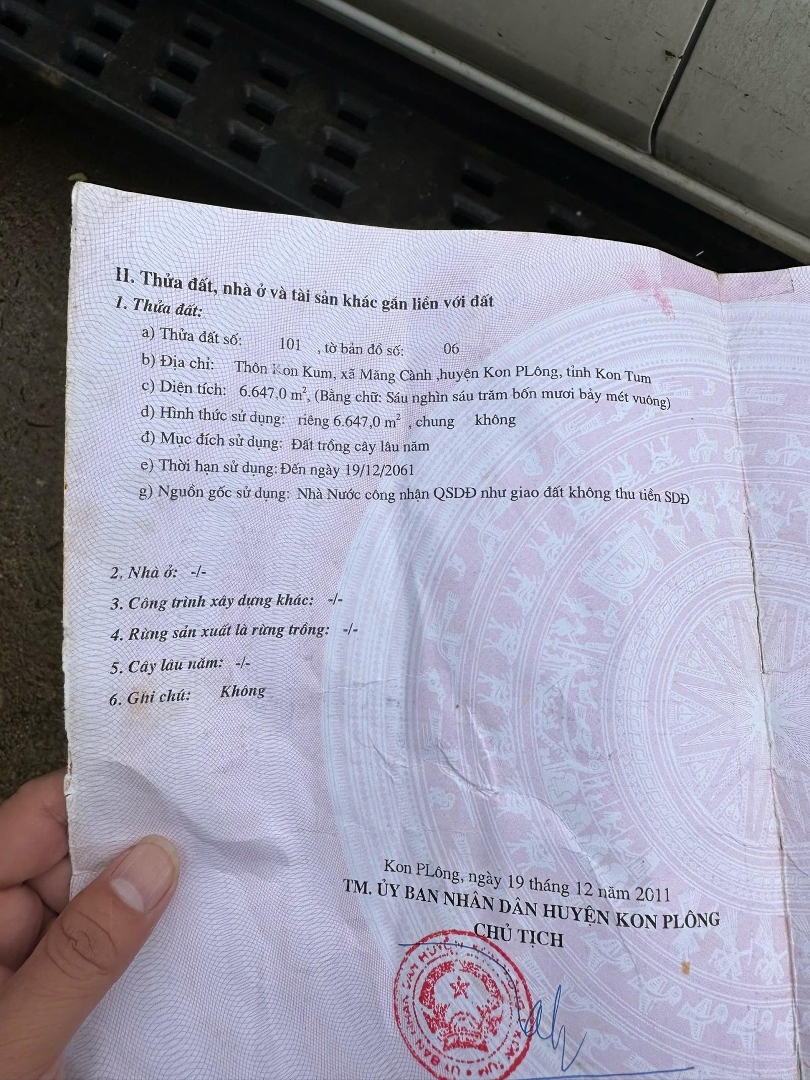 II. Thửa đất, nhà ở và tài sản khác gắn liền với đất
1. Thửa đất:
a) Thửa đất số: 101 , tờ bản đồ số: 06
b) Địa chỉ: Thôn Kon Kum, xã Măng Cành ,huyện Kon PLông, tỉnh Kon Tum
c) Diện tích: 6.647,0 m², (Bằng chữ: Sáu nghìn sáu trăm bốn mươi bảy mét vuông)
d) Hình thức sử dụng: riêng 6.647,0 m² , chung không
đ) Mục đích sử dụng: Đất trồng cây lâu năm
e) Thời hạn sử dụng: Đến ngày 19/12/2061
g) Nguồn gốc sử dụng: Nhà Nước công nhận QSDĐ như giao đất không thu tiền SDĐ
2. Nhà ở: -/-
3. Công trình xây dựng khác: -/-
4. Rừng sản xuất là rừng trồng: -/-
5. Cây lâu năm: -/-
6. Ghi chú: Không
Kon PLông, ngày 19 tháng 12 năm 2011
TM. ỦY BAN NHÂN DÂN HUYỆN KON PLÔNG
CHỦ TỊCH